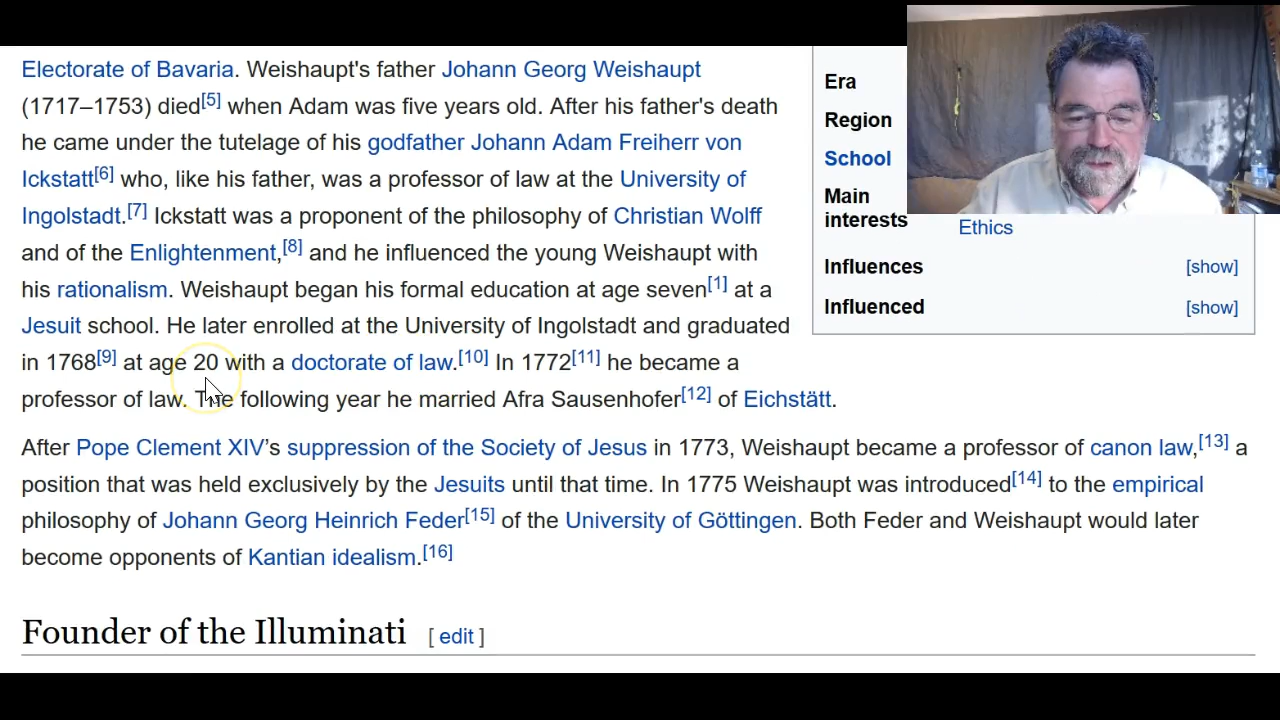 Electorate of Bavaria. Weishaupt's father Johann Georg Weishaupt
(1717–1753) died[5] when Adam was five years old. After his father's death
he came under the tutelage of his godfather Johann Adam Freiherr von
Ickstatt[6] who, like his father, was a professor of law at the University of
Ingolstadt.[7] Ickstatt was a proponent of the philosophy of Christian Wolff
and of the Enlightenment,[8] and he influenced the young Weishaupt with
his rationalism. Weishaupt began his formal education at age seven[1] at a
Jesuit school. He later enrolled at the University of Ingolstadt and graduated
in 1768[9] at age 20 with a doctorate of law.[10] In 1772[11] he became a
professor of law. The following year he married Afra Sausenhofer[12] of Eichstätt.
After Pope Clement XIV’s suppression of the Society of Jesus in 1773, Weishaupt became a professor of canon law,[13] a
position that was held exclusively by the Jesuits until that time. In 1775 Weishaupt was introduced[14] to the empirical
philosophy of Johann Georg Heinrich Feder[15] of the University of Göttingen. Both Feder and Weishaupt would later
become opponents of Kantian idealism.[16]
Founder of the Illuminati [ edit ]
Era
Region
School
Main
interests
Ethics
Influences [show]
Influenced [show]